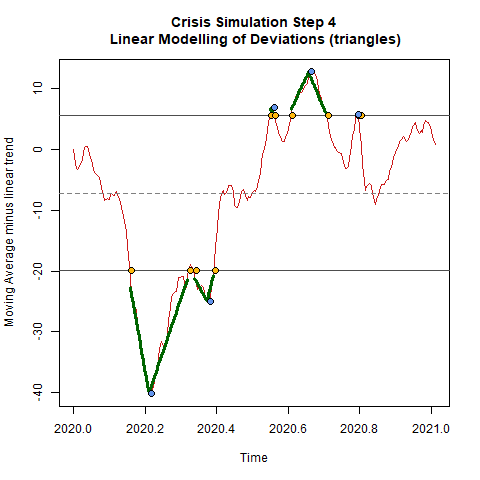 Crisis Simulation Step 4
Linear Modelling of Deviations (triangles)
Moving Average minus linear trend
10
0
-10
-20
-30
-40
2020.0 2020.2 2020.4 2020.6 2020.8 2021.0
Time